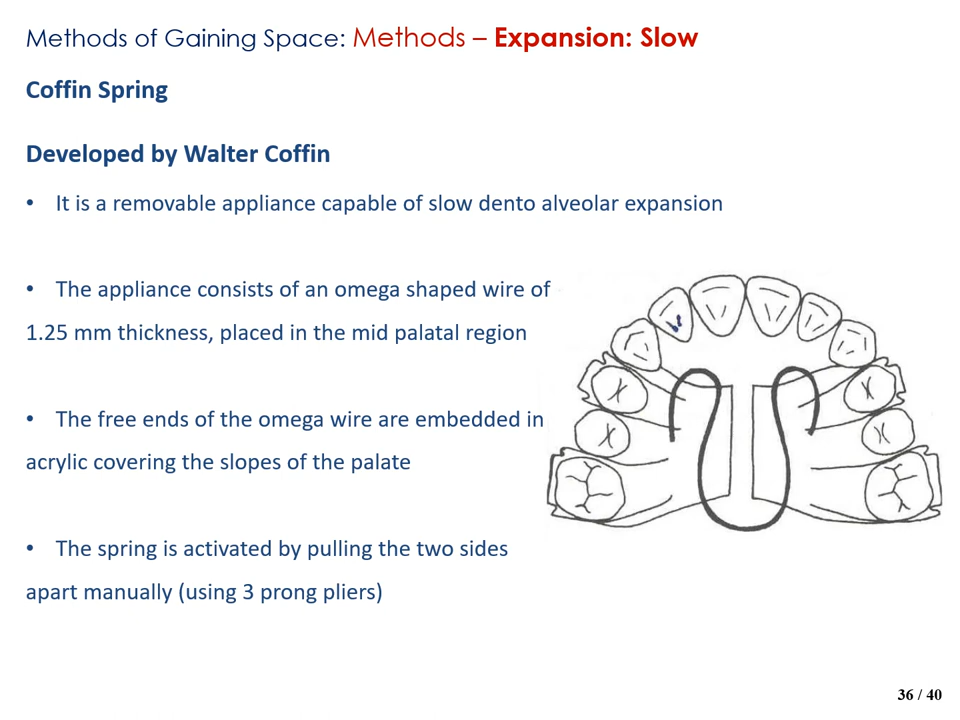 Methods of Gaining Space: Methods – Expansion: Slow
Coffin Spring
Developed by Walter Coffin
• It is a removable appliance capable of slow dento alveolar expansion
• The appliance consists of an omega shaped wire of
1.25 mm thickness, placed in the mid palatal region
• The free ends of the omega wire are embedded in
acrylic covering the slopes of the palate
• The spring is activated by pulling the two sides
apart manually (using 3 prong pliers)
36 / 40